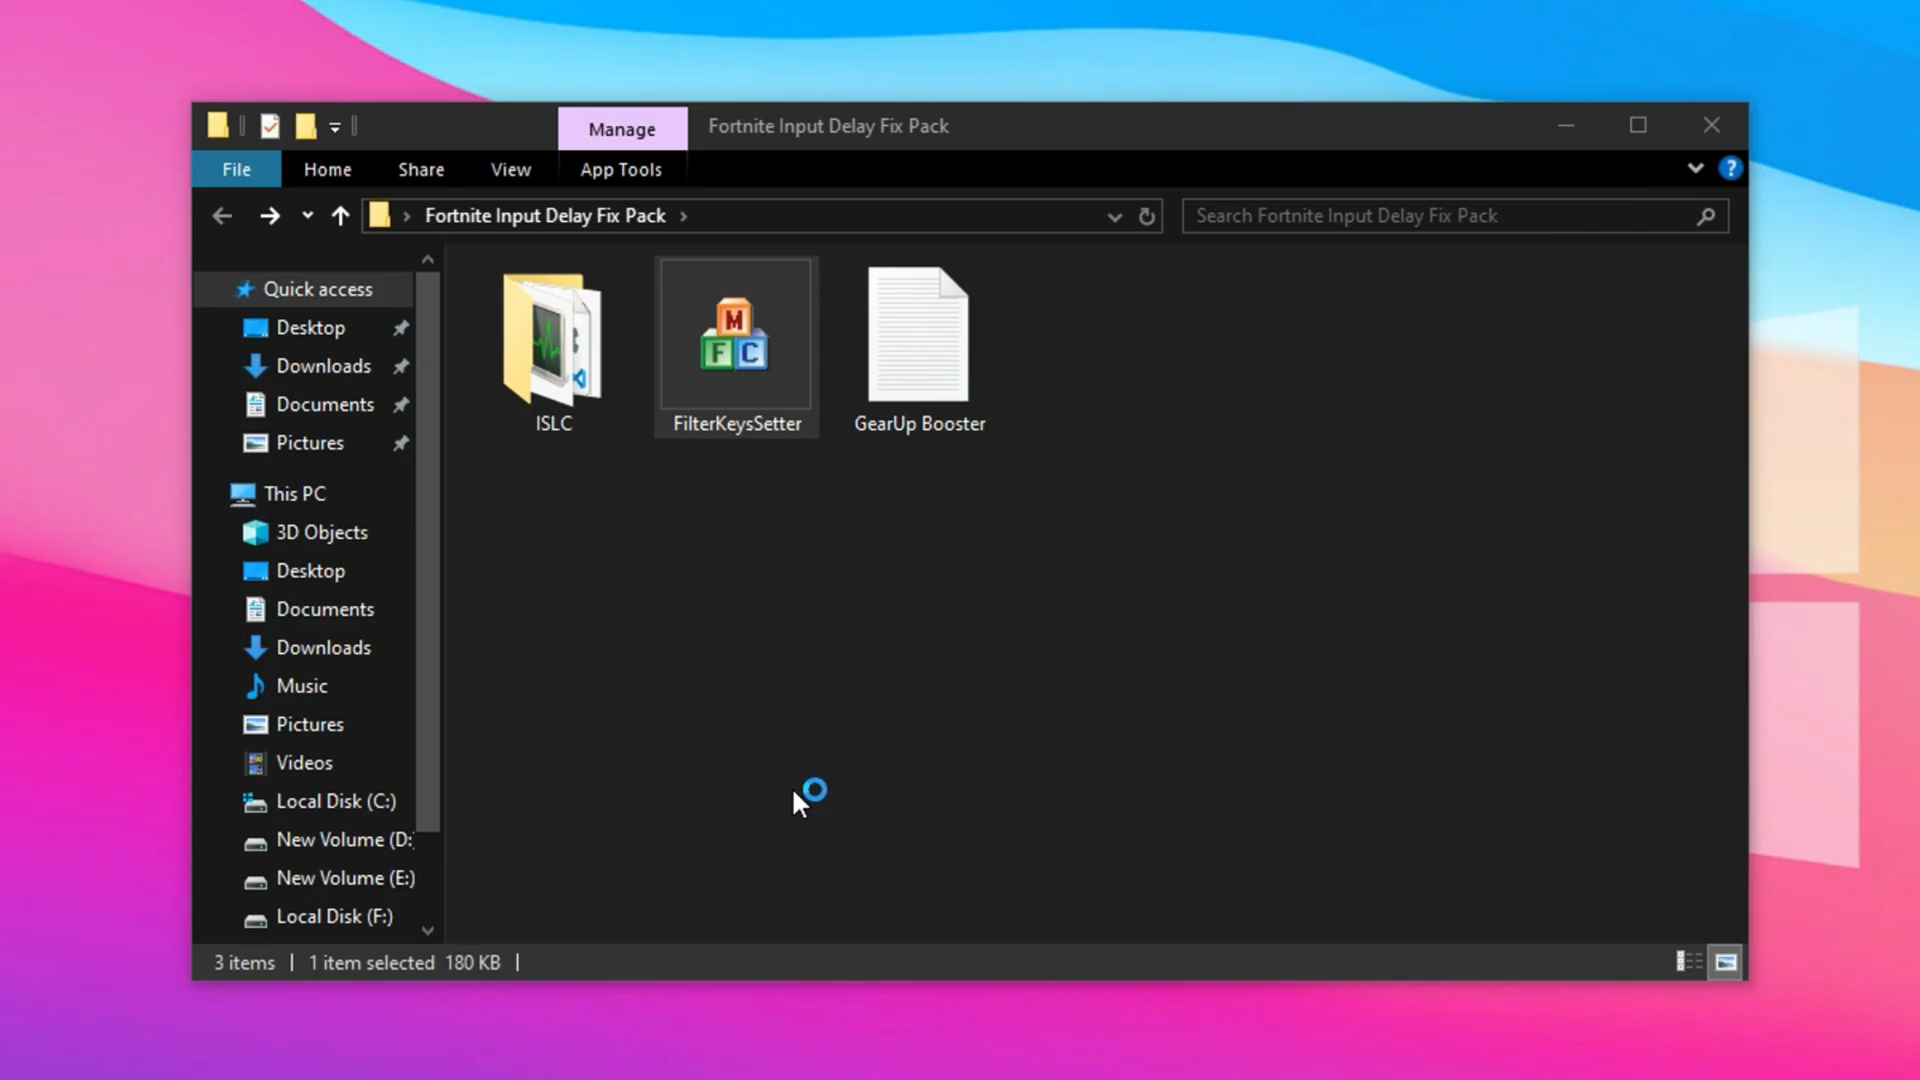 Manage
Fortnite Input Delay Fix Pack
File
Home
Share
View
App Tools
?
Fortnite Input Delay Fix Pack
Search Fortnite Input Delay Fix Pack
Quick access
Desktop
Downloads
Documents
Pictures
This PC
3D Objects
Desktop
Documents
Downloads
Music
Pictures
Videos
Local Disk (C:)
New Volume (D:
New Volume (E:)
Local Disk (F:)
ISLC
M
F C
FilterKeysSetter
GearUp Booster
3 items
1 item selected 180 KB